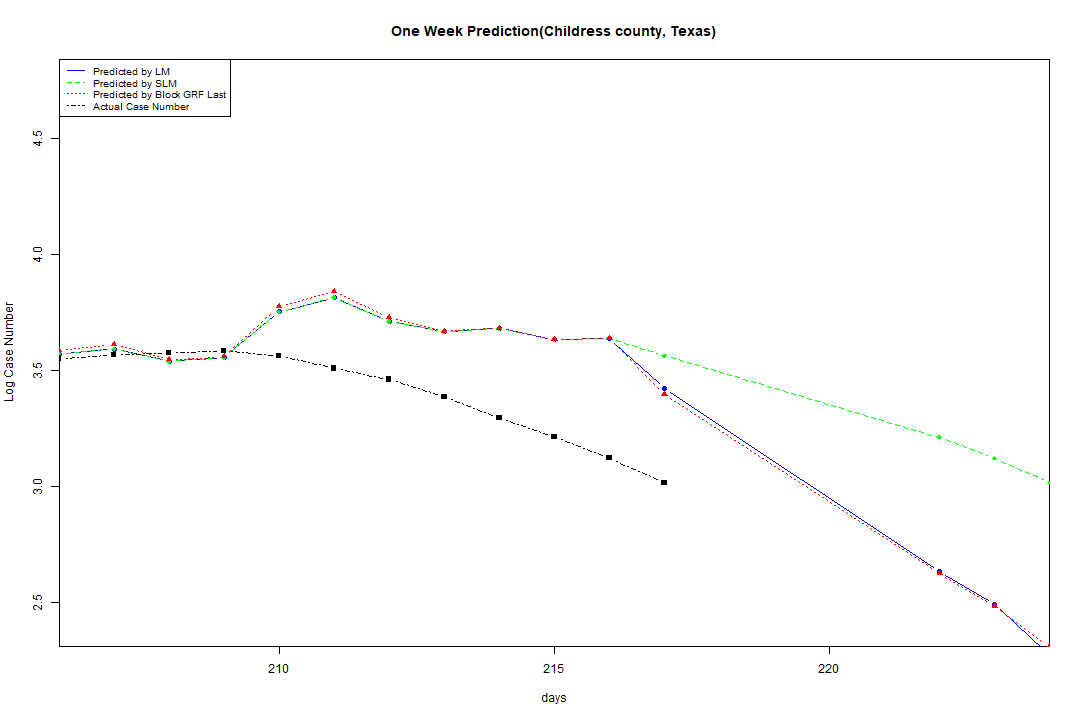 One Week Prediction(Childress county, Texas)
Predicted by LM
Predicted by SLM
Predicted by Block GRF Last
Actual Case Number
4.5
4.0
3.5
3.0
2.5
Log Case Number
210 215 220
days